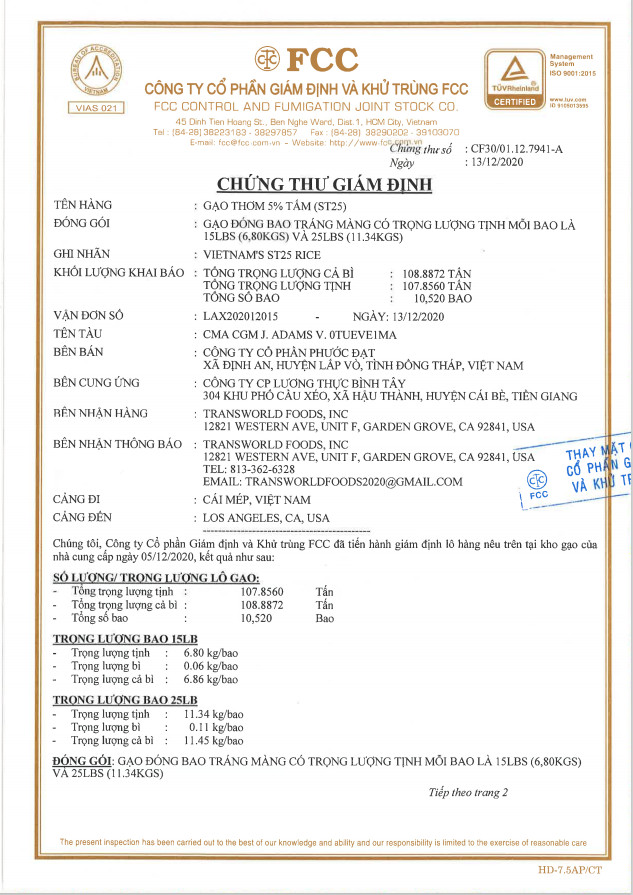 BUREAU OF ACCREDITATION
VIETNAM
VIAS 021
FCC
CÔNG TY CỔ PHẦN GIÁM ĐỊNH VÀ KHỬ TRÙNG FCC
FCC CONTROL AND FUMIGATION JOINT STOCK CO.
45 Dinh Tien Hoang St., Ben Nghe Ward, Dist.1, HCM City, Vietnam
Tel : (84-28) 38223183 - 38297857 Fax : (84-28) 38290202 - 39103070
E-mail: fcc@fcc-com-vn - Website: http://www-fcc.com.vn
TÜVRheinland
CERTIFIED
Management
System
ISO 9001:2015
www.tuv.com
ID 9105013595
Chứng thư số : CF30/01.12.7941-A
Ngày : 13/12/2020
CHỨNG THƯ GIÁM ĐỊNH
TÊN HÀNG : GẠO THƠM 5% TẤM (ST25)
ĐÓNG GÓI : GẠO ĐÓNG BAO TRÁNG MÀNG CÓ TRỌNG LƯỢNG TỊNH MỖI BAO LÀ
15LBS (6,80KGS) VÀ 25LBS (11.34KGS)
GHI NHÃN : VIETNAM'S ST25 RICE
KHỐI LƯỢNG KHAI BÁO : TỔNG TRỌNG LƯỢNG CẢ BÌ : 108.8872 TẤN
TỔNG TRỌNG LƯỢNG TỊNH : 107.8560 TẤN
TỔNG SỐ BAO : 10,520 BAO
VẬN ĐƠN SỐ : LAX202012015 - NGÀY: 13/12/2020
TÊN TÀU : CMA CGM J. ADAMS V. 0TUEVE1MA
BÊN BÁN : CÔNG TY CỔ PHẦN PHƯỚC ĐẠT
XÃ ĐỊNH AN, HUYỆN LẤP VÒ, TỈNH ĐỒNG THÁP, VIỆT NAM
BÊN CUNG ỨNG : CÔNG TY CP LƯƠNG THỰC BÌNH TÂY
304 KHU PHỐ CẦU XÉO, XÃ HẬU THÀNH, HUYỆN CÁI BÈ, TIỀN GIANG
BÊN NHẬN HÀNG : TRANSWORLD FOODS, INC
12821 WESTERN AVE, UNIT F, GARDEN GROVE, CA 92841, USA
BÊN NHẬN THÔNG BÁO : TRANSWORLD FOODS, INC
12821 WESTERN AVE, UNIT F, GARDEN GROVE, CA 92841, USA
TEL: 813-362-6328
EMAIL: TRANSWORLDFOODS2020@GMAIL.COM
THAY MẶT
CỔ PHẦN G
VÀ KHỬ TR
FCC
CẢNG ĐI : CÁI MÉP, VIỆT NAM
CẢNG ĐẾN : LOS ANGELES, CA, USA
Chúng tôi, Công ty Cổ phần Giám định và Khử trùng FCC đã tiến hành giám định lô hàng nêu trên tại kho gạo của
nhà cung cấp ngày 05/12/2020, kết quả như sau:
SỐ LƯỢNG/ TRỌNG LƯỢNG LÔ GẠO:
- Tổng trọng lượng tịnh : 107.8560 Tấn
- Tổng trọng lượng cả bì : 108.8872 Tấn
- Tổng số bao : 10,520 Bao
TRỌNG LƯỢNG BAO 15LB
- Trọng lượng tịnh : 6.80 kg/bao
- Trọng lượng bì : 0.06 kg/bao
- Trọng lượng cả bì : 6.86 kg/bao
TRỌNG LƯỢNG BAO 25LB
- Trọng lượng tịnh : 11.34 kg/bao
- Trọng lượng bì : 0.11 kg/bao
- Trọng lượng cả bì : 11.45 kg/bao
ĐÓNG GÓI: GẠO ĐÓNG BAO TRÁNG MÀNG CÓ TRỌNG LƯỢNG TỊNH MỖI BAO LÀ 15LBS (6,80KGS)
VÀ 25LBS (11.34KGS)
Tiếp theo trang 2
The present inspection has been carried out to the best of our knowledge and ability and our responsibility is limited to the exercise of reasonable care
HD-7.5AP/CT